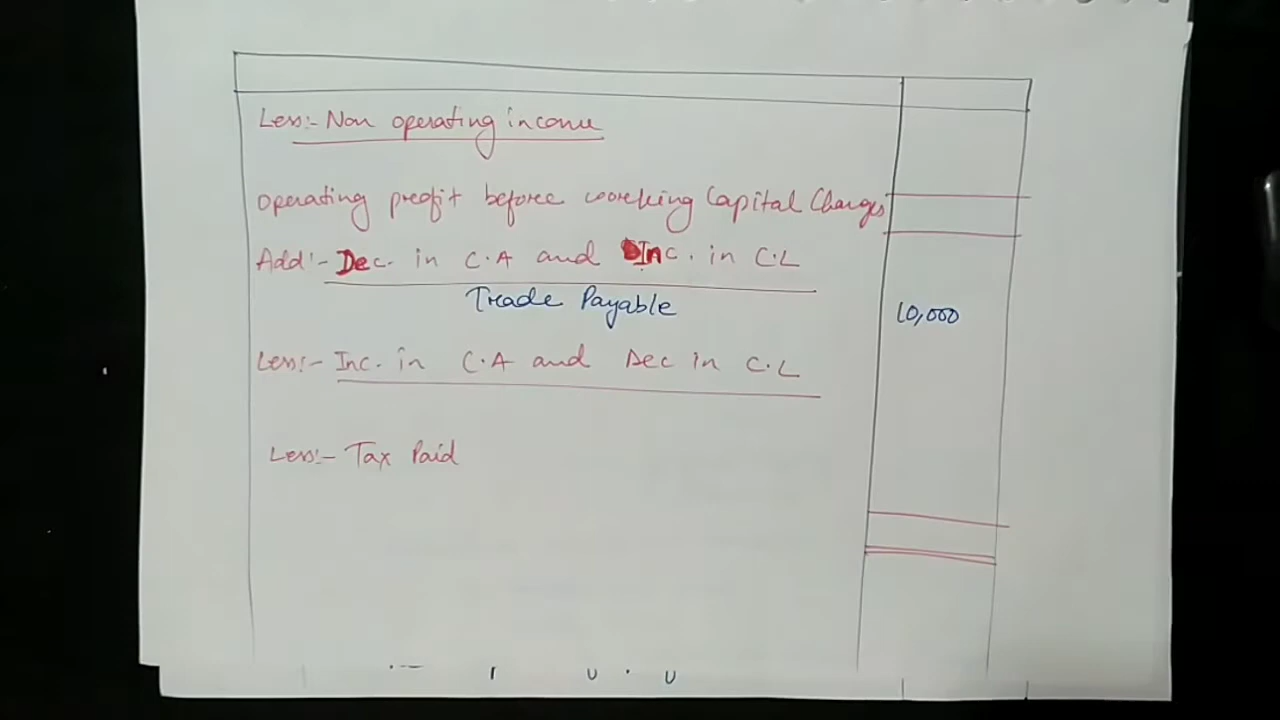 Less:- Non operating income
Operating profit before working Capital Changes
Add:- Dec. in C.A and Inc. in C.L
Trade Payable
10,000
Less:- Inc. in C.A and Dec in C.L
Less:- Tax Paid